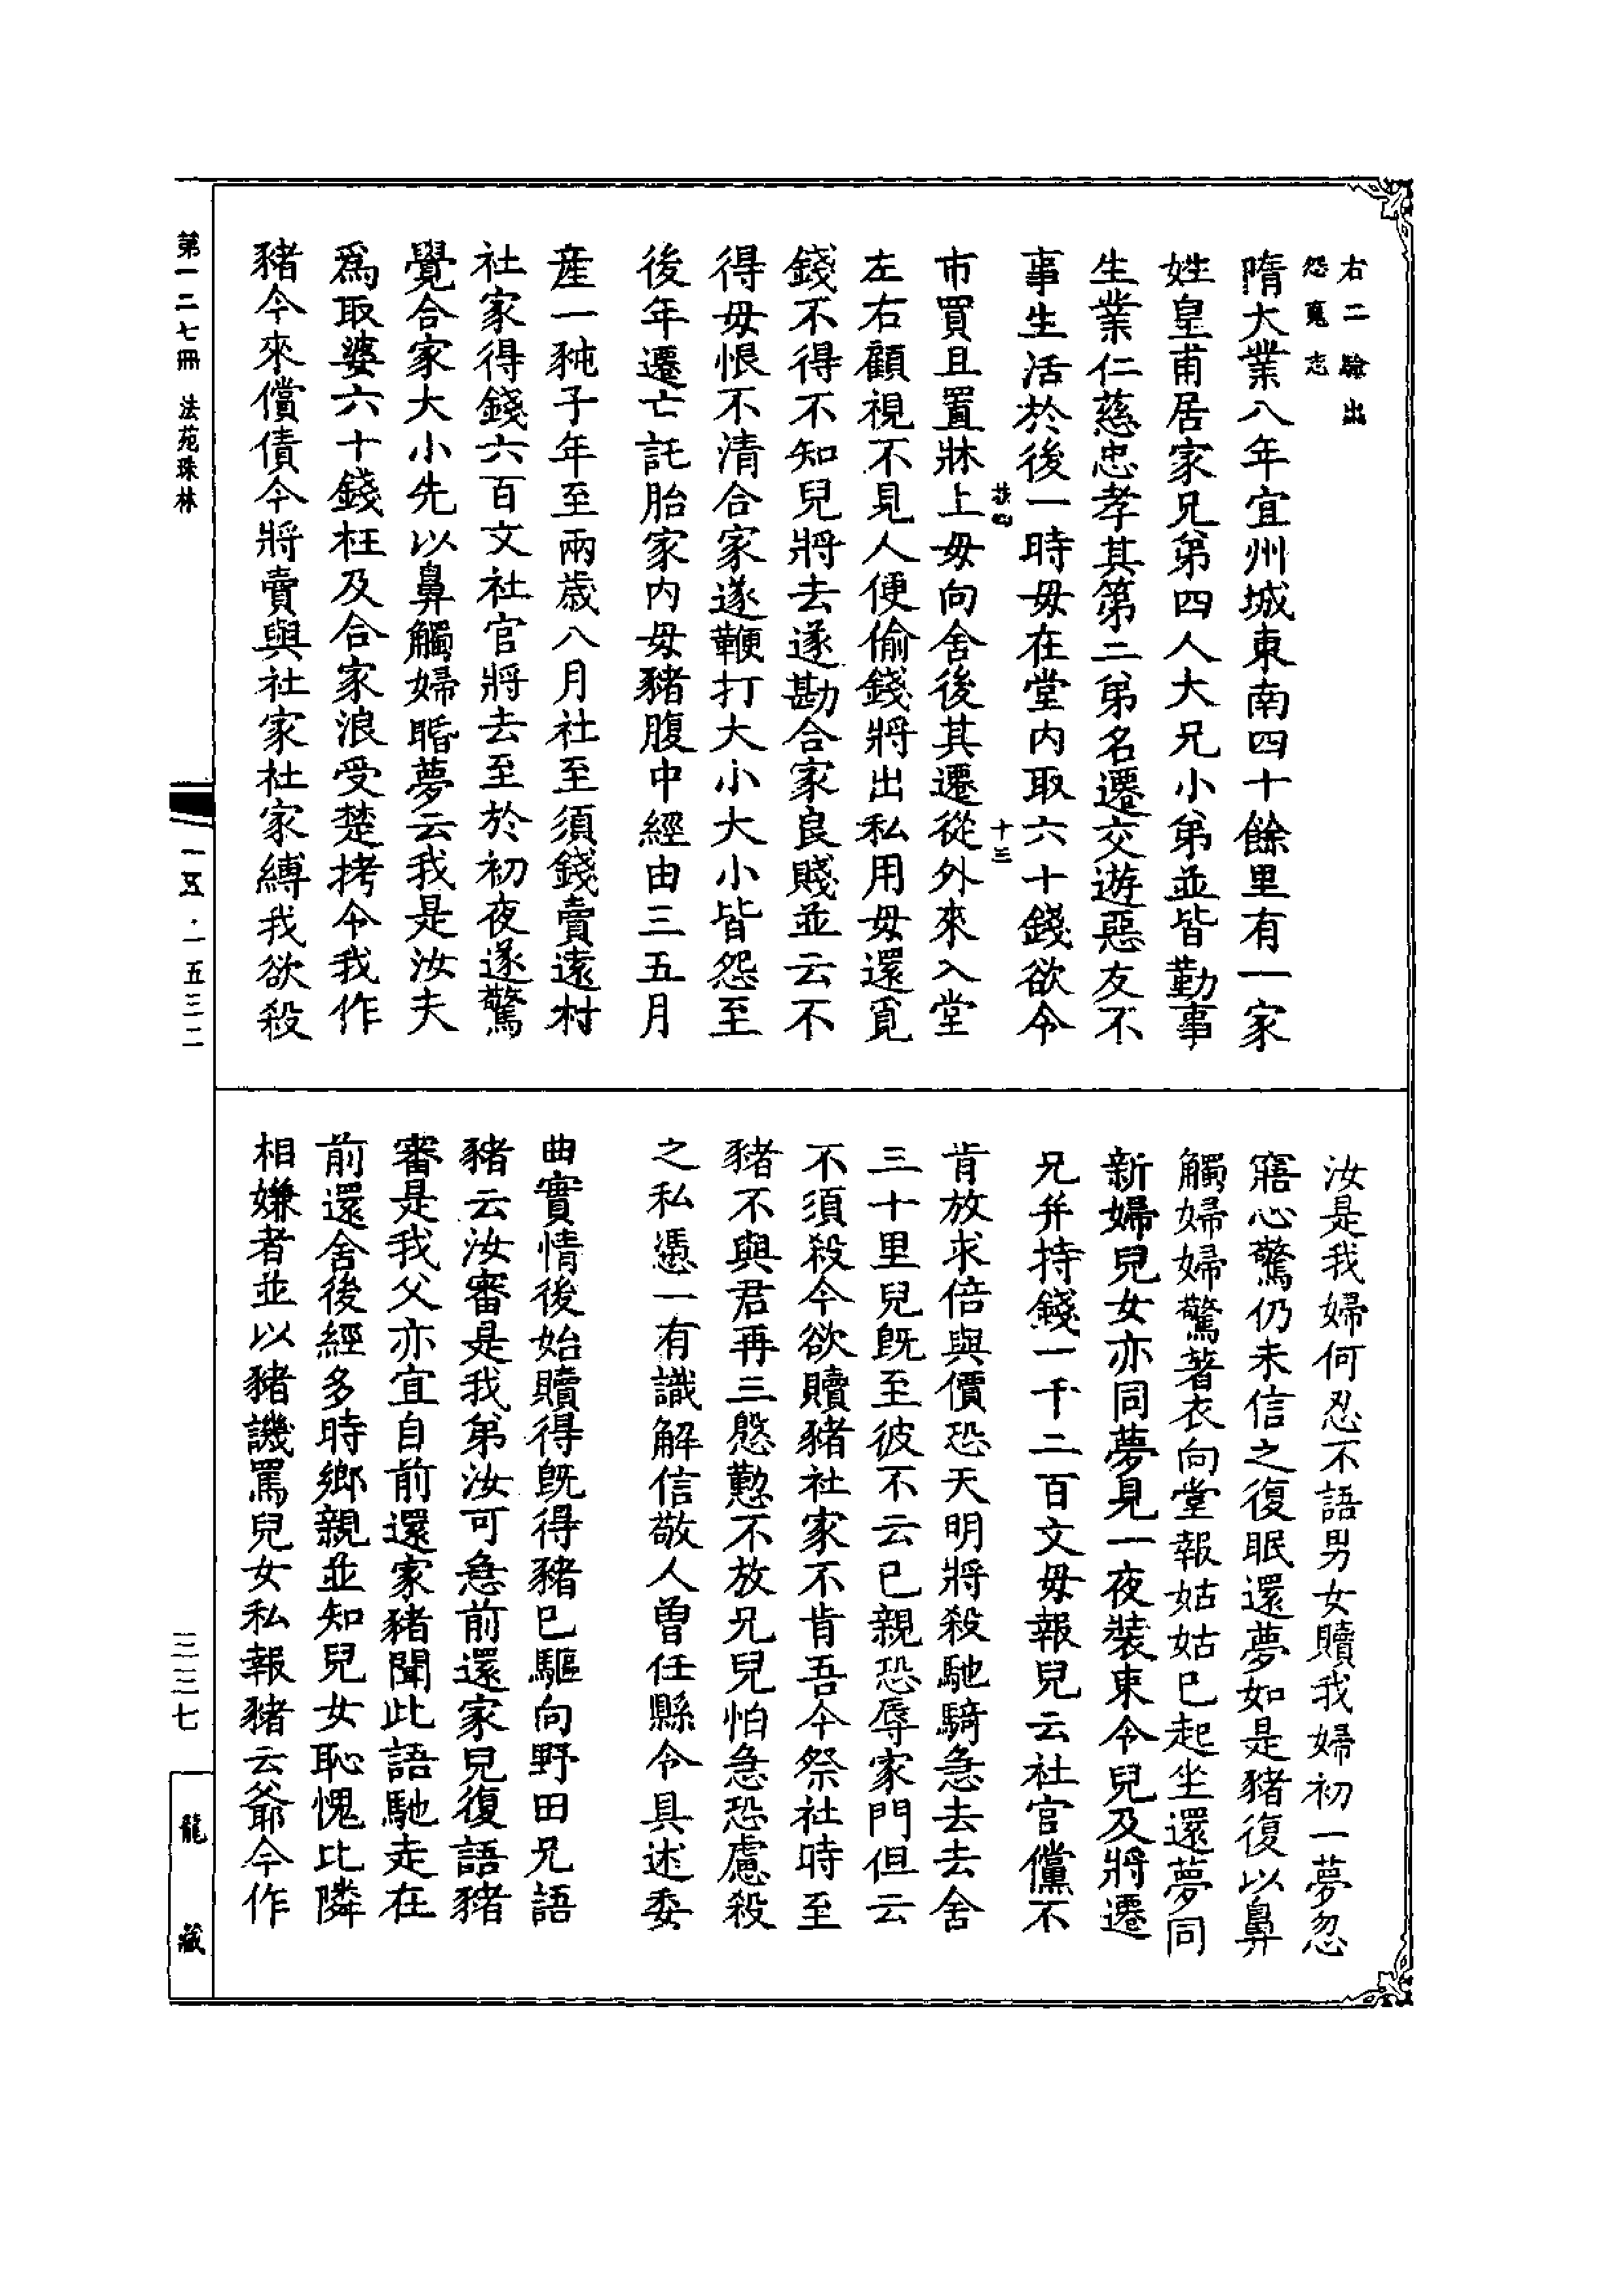 右二驗出
怨寃志
隋大業八年宜州城東南四十餘里有一家
姓皇甫居家兄弟四人大兄小弟並皆勤事
生業仁慈忠孝其第二弟名遷交遊惡友不
事生活於後一時母在堂內取六十錢欲令
十三
市買且置牀上母向舍後其遷從外來入堂
左右顧視不見人便偷錢將出私用母還覓
錢不得不知兒將去遂勘合家良賤並云不
得母恨不清合家遂鞭打大小大小皆怨至
後年遷亡託胎家內母豬腹中經由三五月
產一㹠子年至兩歲八月社至須錢賣遠村
社家得錢六百文社官將去至於初夜遂驚
覺合家大小先以鼻觸婦㬪夢云我是汝夫
爲取婆六十錢枉及合家浪受楚拷令我作
豬今來償債今將賣與社家社家縛我欲殺
汝是我婦何忍不語男女贖我婦初一夢忽
寤心驚仍未信之復眠還夢如是豬復以鼻
觸婦婦驚著衣向堂報姑姑已起坐還夢同
新婦兒女亦同夢見一夜裝束令兒及將遷
兄并持錢一千二百文母報兒云社官儻不
肯放求倍與價恐天明將殺馳騎急去去舍
三十里兒旣至彼不云已親恐辱家門但云
不須殺今欲贖豬社家不肯吾今祭社時至
豬不與君再三慇懃不放兄兒怕急恐慮殺
之私憑一有識解信敬人曾任縣令具述委
曲實情後始贖得旣得豬已驅向野田兄語
豬云汝審是我弟汝可急前還家兒復語豬
審是我父亦宜自前還家豬聞此語馳走在
前還舍後經多時鄉親並知兒女恥愧比隣
相嫌者並以豬譏罵兒女私報豬云爺今作
第一二七冊 法苑珠林
一五·一五三二
三三七
龍藏